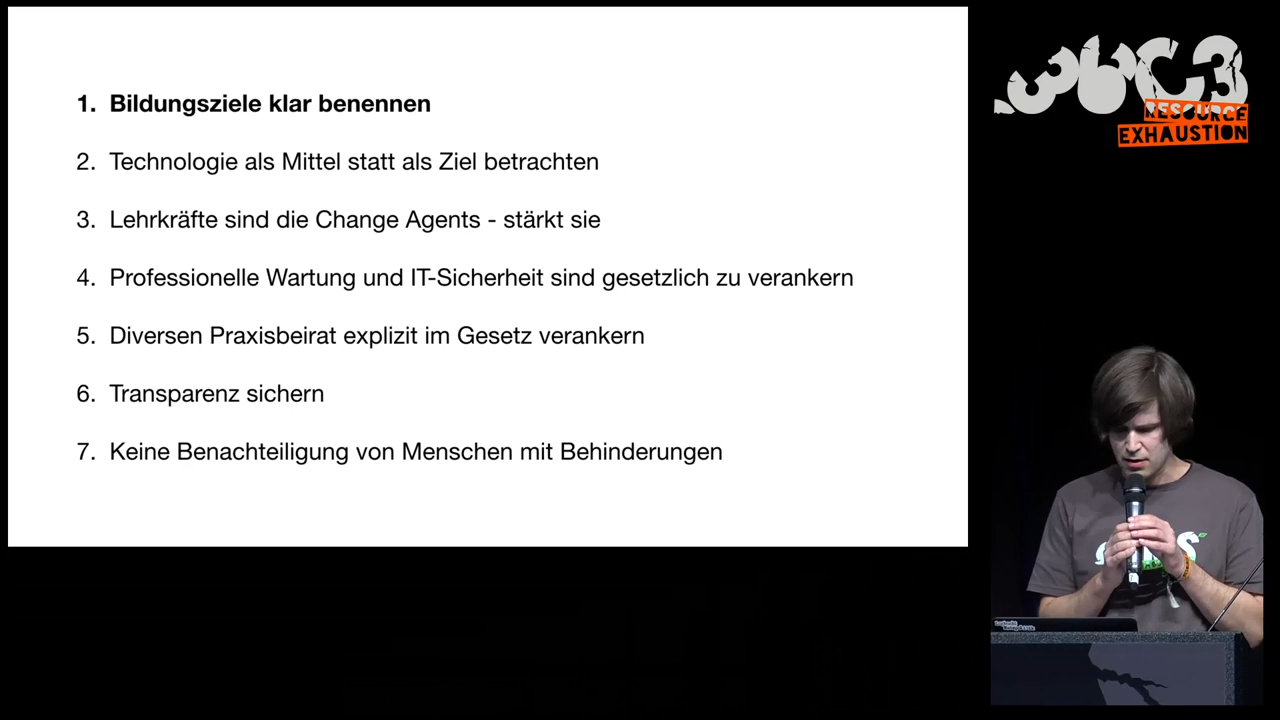 1. Bildungsziele klar benennen
2. Technologie als Mittel statt als Ziel betrachten
3. Lehrkräfte sind die Change Agents - stärkt sie
4. Professionelle Wartung und IT-Sicherheit sind gesetzlich zu verankern
5. Diversen Praxisbeirat explizit im Gesetz verankern
6. Transparenz sichern
7. Keine Benachteiligung von Menschen mit Behinderungen
36C3
RESOURCE
EXHAUSTION